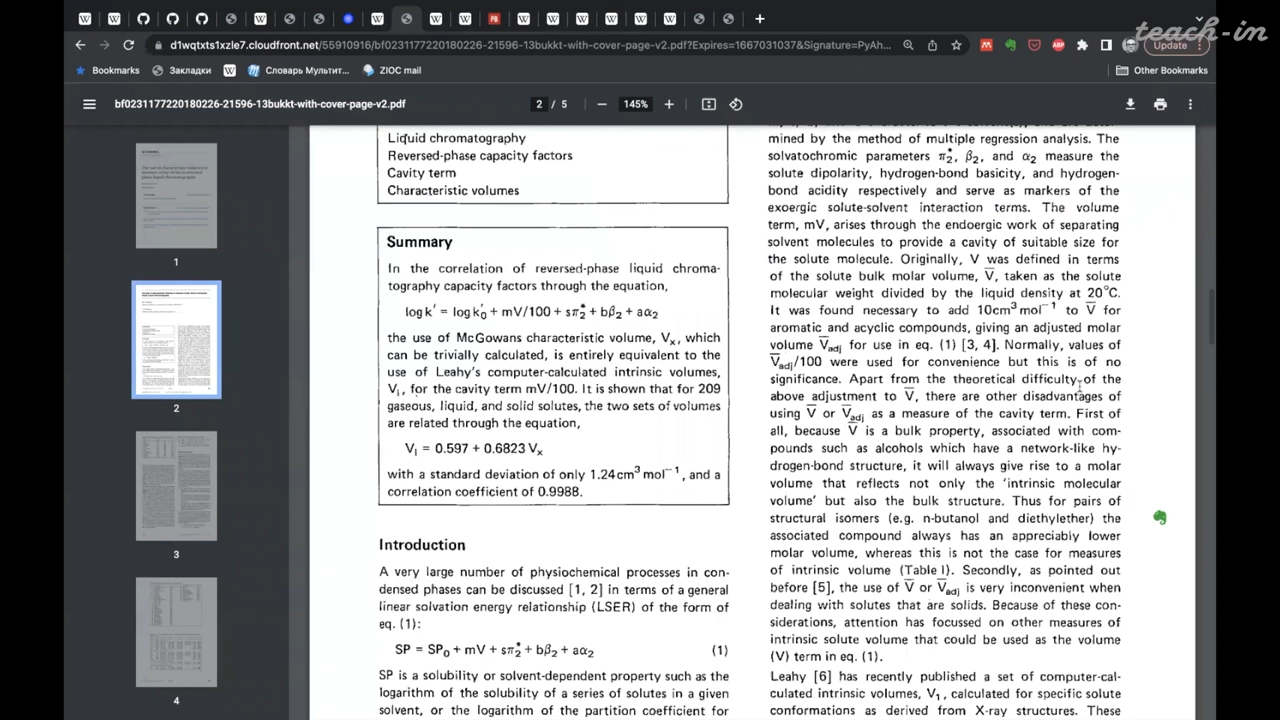 teach-in
d1wqtxts1xzle7.cloudfront.net/55910916/bf0231177220180226-21596-13bukkt-with-cover-page-v2.pdf?Expires=1667031037&Signature=PyAh...
Update
Bookmarks
Закладки
Словарь Мультит...
ZIOC mail
Other Bookmarks
bf0231177220180226-21596-13bukkt-with-cover-page-v2.pdf
2 / 5
145%
1
2
3
4
Liquid chromatography
Reversed-phase capacity factors
Cavity term
Characteristic volumes
Summary
In the correlation of reversed-phase liquid chroma-
tography capacity factors through the equation,
log k′ = log k′₀ + mV/100 + sπ*₂ + bβ₂ + aα₂
the use of McGowans characteristic volume, Vₓ, which
can be trivially calculated, is entirely equivalent to the
use of Leahy's computer-calculated intrinsic volumes,
V₁, for the cavity term mV/100. It is shown that for 209
gaseous, liquid, and solid solutes, the two sets of volumes
are related through the equation,
V₁ = 0.597 + 0.6823 Vₓ
with a standard deviation of only 1.24 cm³ mol⁻¹, and a
correlation coefficient of 0.9988.
Introduction
A very large number of physiochemical processes in con-
densed phases can be discussed [1, 2] in terms of a general
linear solvation energy relationship (LSER) of the form of
eq. (1):
SP = SP₀ + mV + sπ*₂ + bβ₂ + aα₂ (1)
SP is a solubility or solvent-dependent property such as the
logarithm of the solubility of a series of solutes in a given
solvent, or the logarithm of the partition coefficient for
mined by the method of multiple regression analysis. The
solvatochromic parameters π*₂, β₂, and α₂ measure the
solute dipolarity, hydrogen-bond basicity, and hydrogen-
bond acidity respectively and serve as markers of the
exoergic solute-solvent interaction terms. The volume
term, mV, arises through the endoergic work of separating
solvent molecules to provide a cavity of suitable size for
the solute molecule. Originally, V was defined in terms
of the solute bulk molar volume, V̅, taken as the solute
molecular weight divided by the liquid density at 20°C.
It was found necessary to add 10 cm³ mol⁻¹ to V̅ for
aromatic and alicyclic compounds, giving an adjusted molar
volume V̅adj for use in eq. (1) [3, 4]. Normally, values of
V̅adj/100 were used for convenience but this is of no
significance. Apart from the theoretical difficulty of the
above adjustment to V̅, there are other disadvantages of
using V̅ or V̅adj as a measure of the cavity term. First of
all, because V̅ is a bulk property, associated with com-
pounds such as alcohols which have a network-like hy-
drogen-bond structure, it will always give rise to a molar
volume that reflects not only the 'intrinsic molecular
volume' but also the bulk structure. Thus for pairs of
structural isomers (e.g. n-butanol and diethylether) the
associated compound always has an appreciably lower
molar volume, whereas this is not the case for measures
of intrinsic volume (Table I). Secondly, as pointed out
before [5], the use of V̅ or V̅adj is very inconvenient when
dealing with solutes that are solids. Because of these con-
siderations, attention has focussed on other measures of
intrinsic solute volume that could be used as the volume
(V) term in eq. (1).
Leahy [6] has recently published a set of computer-cal-
culated intrinsic volumes, V₁, calculated for specific solute
conformations as derived from X-ray structures. These